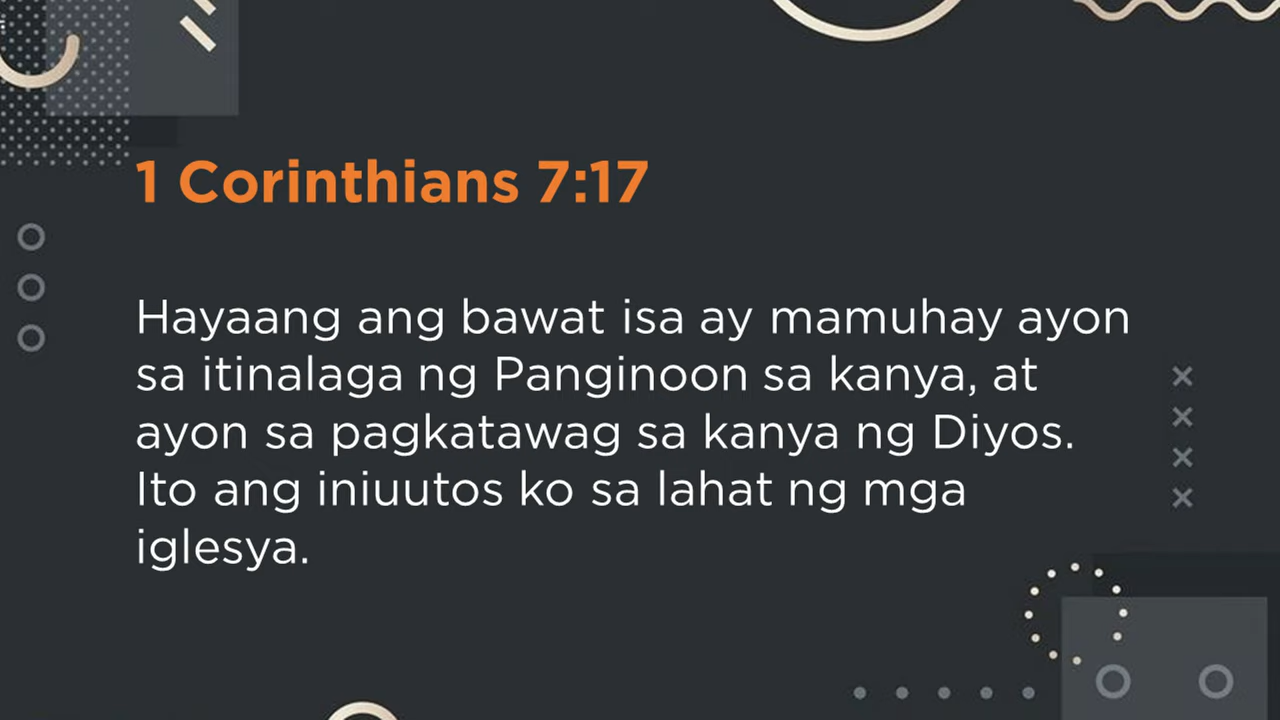 1 Corinthians 7:17
Hayaang ang bawat isa ay mamuhay ayon
sa itinalaga ng Panginoon sa kanya, at
ayon sa pagkatawag sa kanya ng Diyos.
Ito ang iniuutos ko sa lahat ng mga
iglesya.